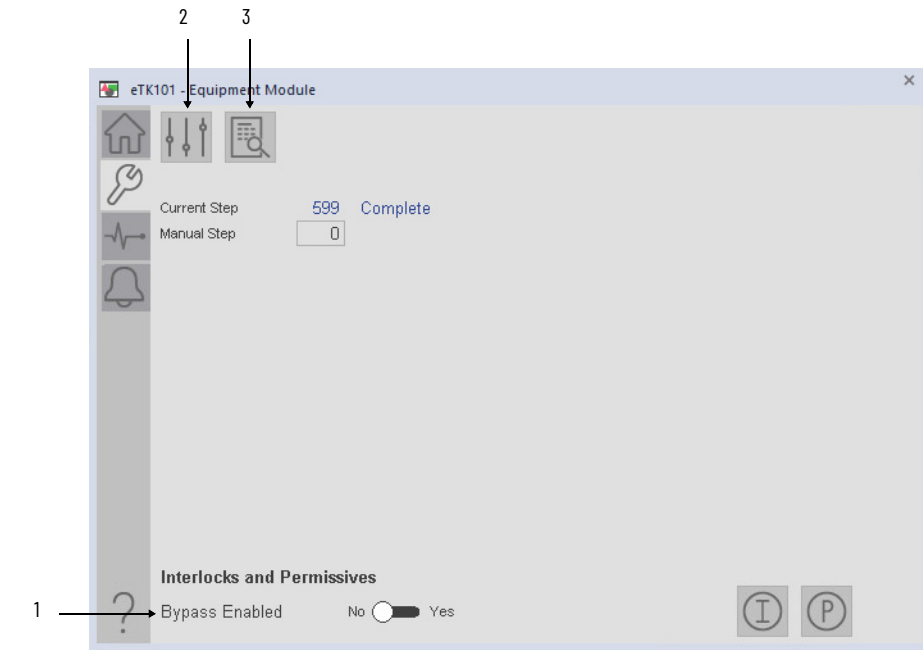 2 3
eTK101 - Equipment Module
Current Step 599 Complete
Manual Step 0
Interlocks and Permissives
1 Bypass Enabled No Yes
? I P